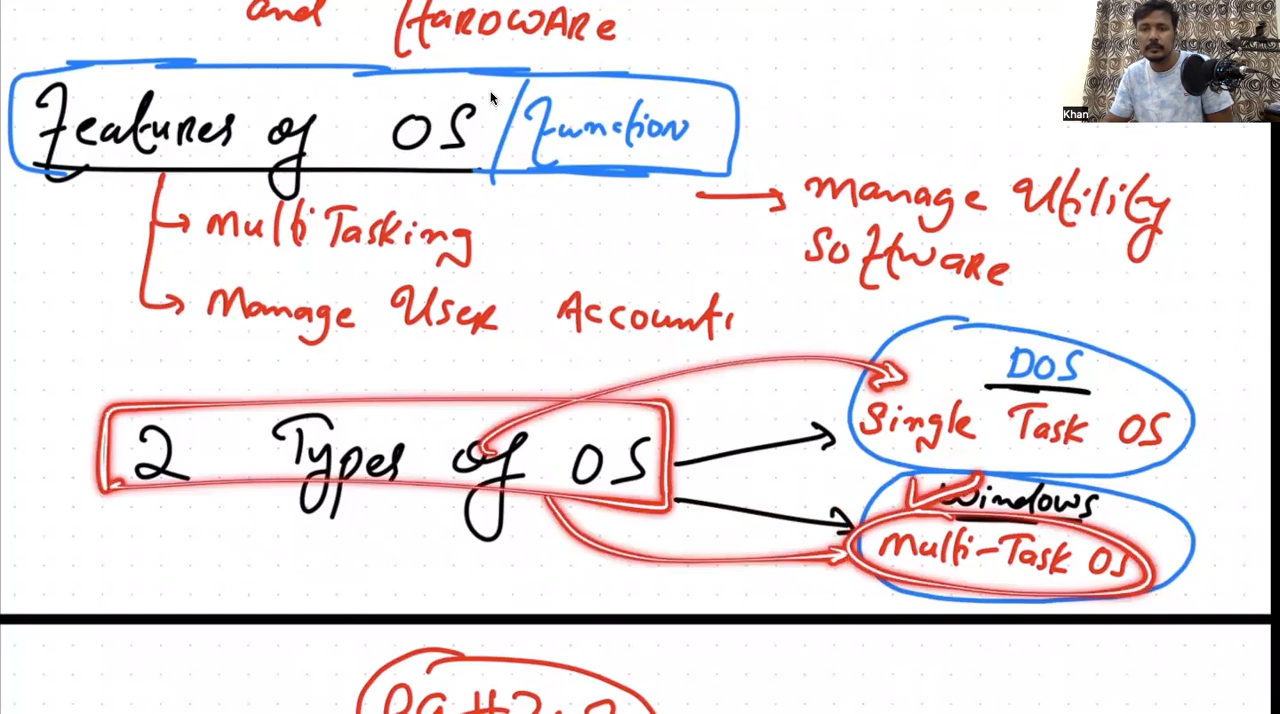 and HARDWARE
Khan
Features of OS / Function
→ Multi Tasking
→ Manage User Accounts
→ Manage Utility
Software
2 Types of OS
DOS
Single Task OS
Windows
Multi-Task OS